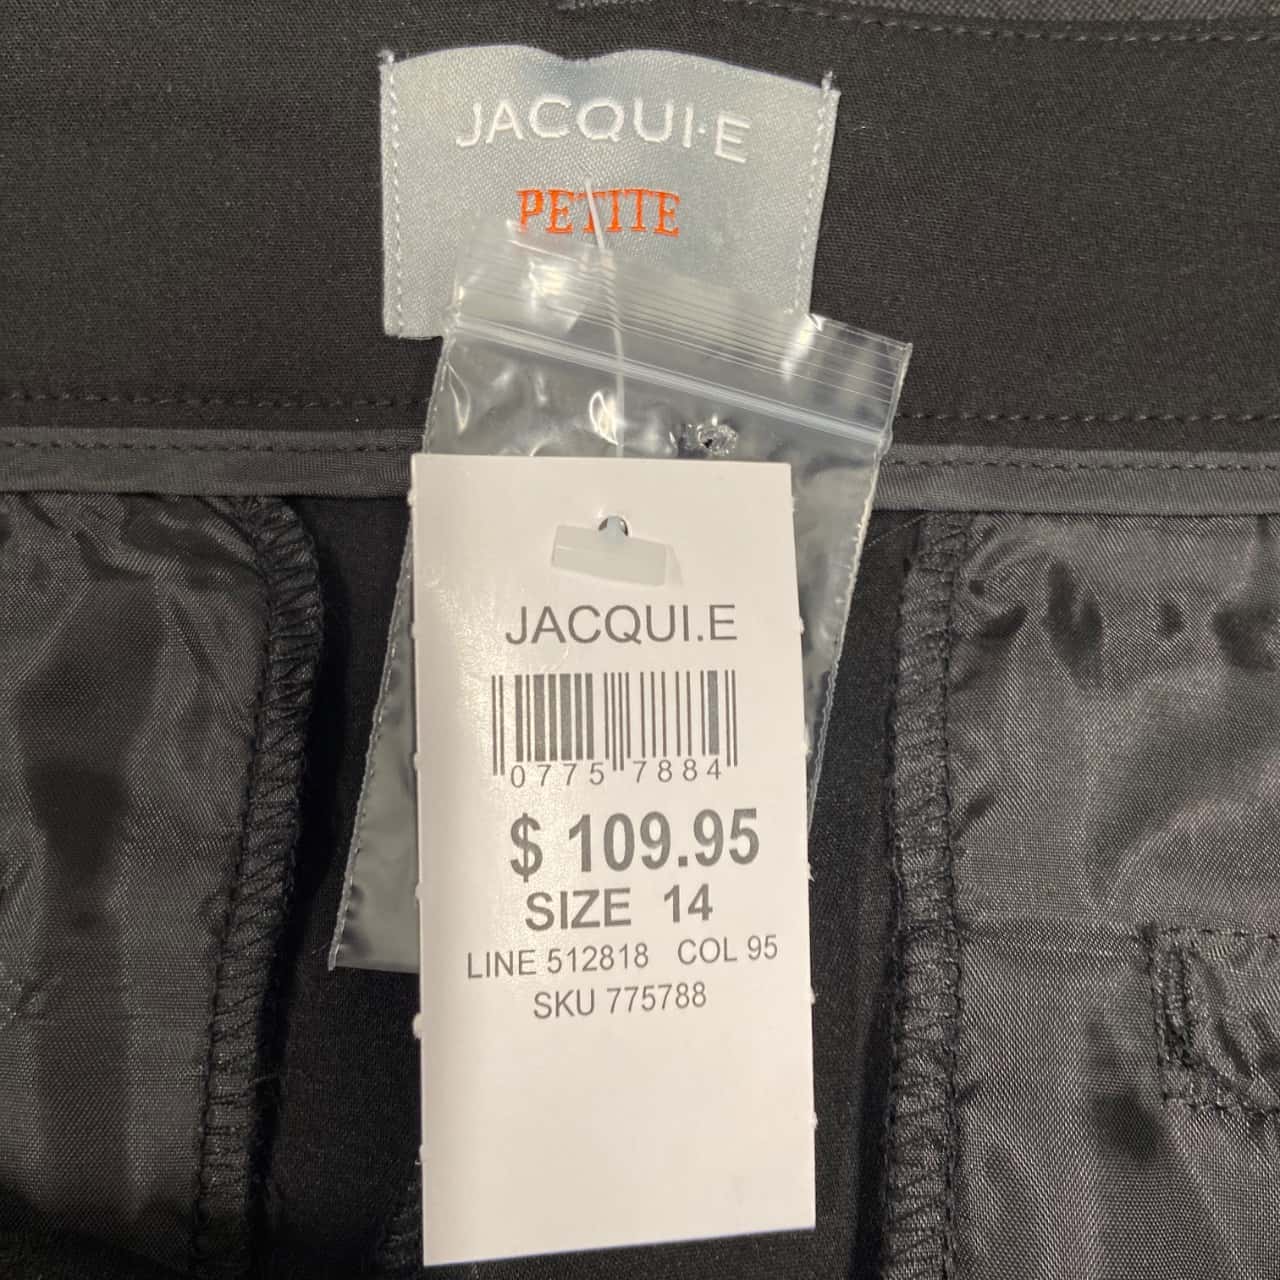 JACQUI·E
PETITE
JACQUI.E
0775 7884
$ 109.95
SIZE 14
LINE 512818 COL 95
SKU 775788